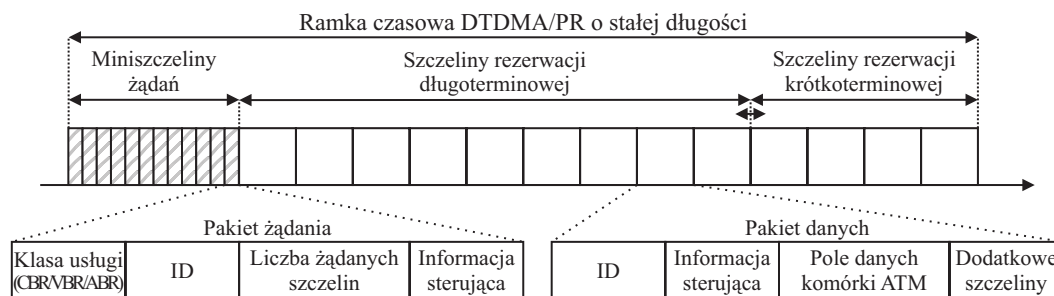 Ramka czasowa DTDMA/PR o stałej długości
Miniszczeliny
żądań
Szczeliny rezerwacji
długoterminowej
Szczeliny rezerwacji
krótkoterminowej
Pakiet żądania
Klasa usługi
(CBR/VBR/ABR)
ID
Liczba żądanych
szczelin
Informacja
sterująca
Pakiet danych
ID
Informacja
sterująca
Pole danych
komórki ATM
Dodatkowe
szczeliny